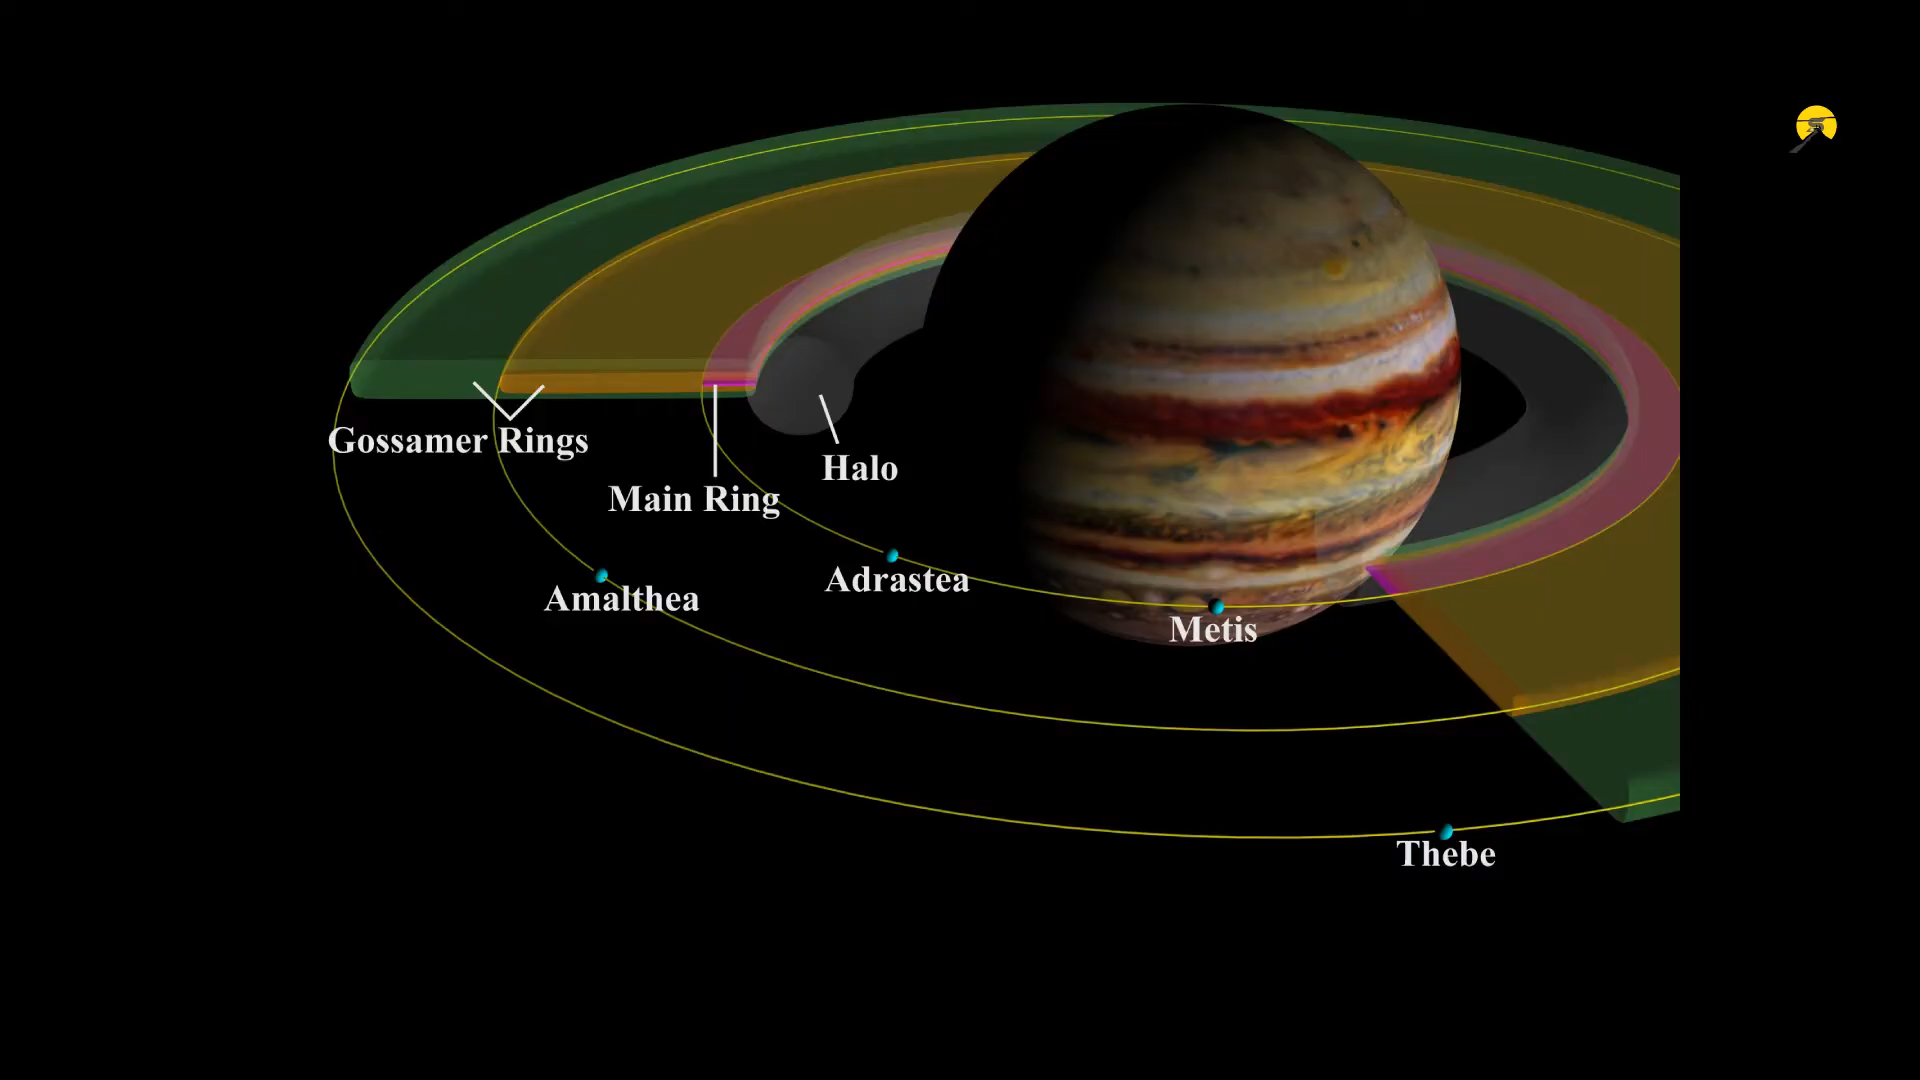 Gossamer Rings
Halo
Main Ring
Adrastea
Amalthea
Metis
Thebe